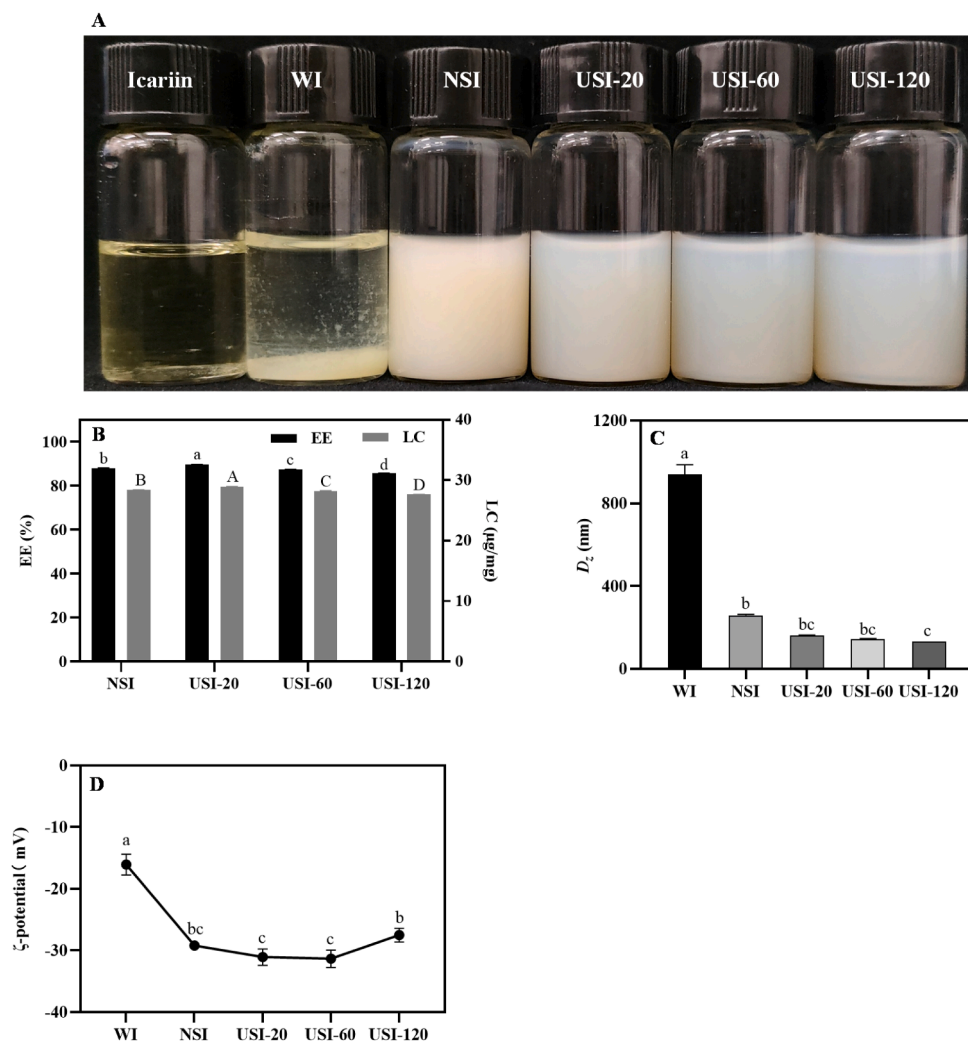 A
Icariin WI NSI USI-20 USI-60 USI-120
B
EE LC
100
80
60
40
20
0
EE (%)
40
30
20
10
0
LC (μg/mg)
b B a A c C d D
NSI USI-20 USI-60 USI-120
C
1200
800
400
0
Dz (nm)
a b bc bc c
WI NSI USI-20 USI-60 USI-120
D
0
-10
-20
-30
-40
ζ-potential( mV)
a bc c c b
WI NSI USI-20 USI-60 USI-120